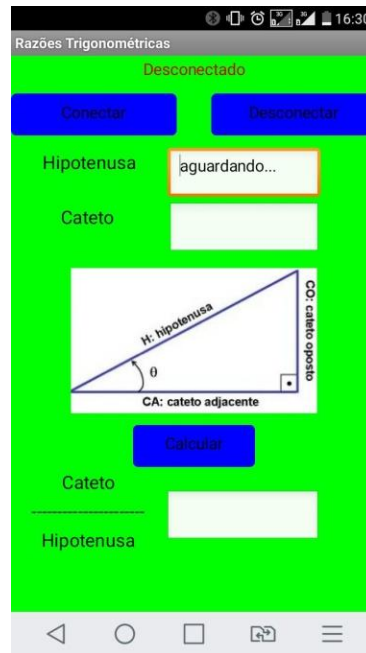 16:30
Razões Trigonométricas
Desconectado
Conectar Desconectar
Hipotenusa aguardando...
Cateto
H: hipotenusa
CO: cateto oposto
θ
CA: cateto adjacente
Calcular
Cateto
-----------------------
Hipotenusa